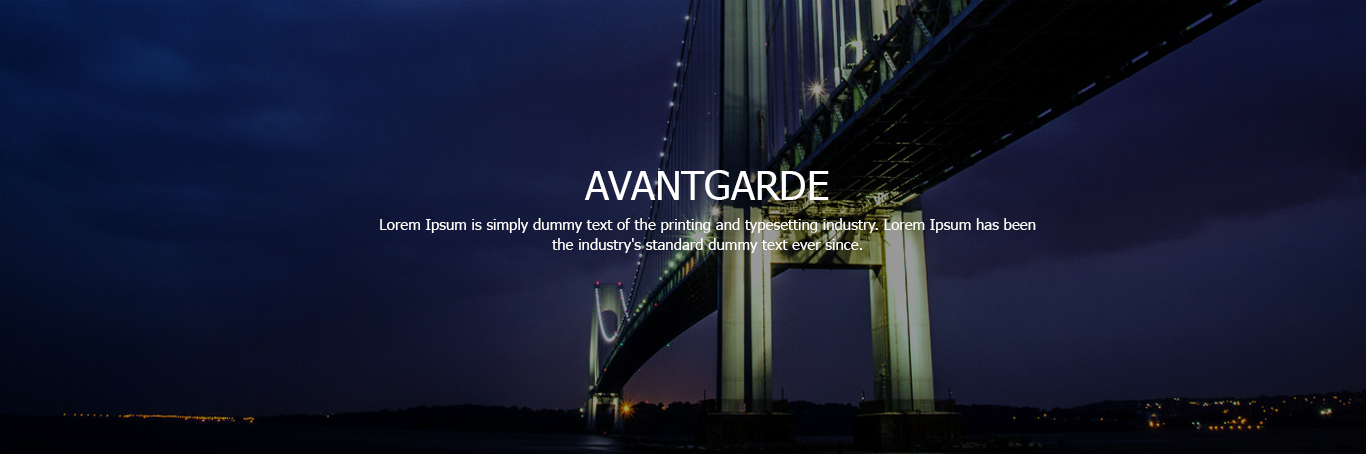 AVANTGARDE
Lorem Ipsum is simply dummy text of the printing and typesetting industry. Lorem Ipsum has been
the industry's standard dummy text ever since.